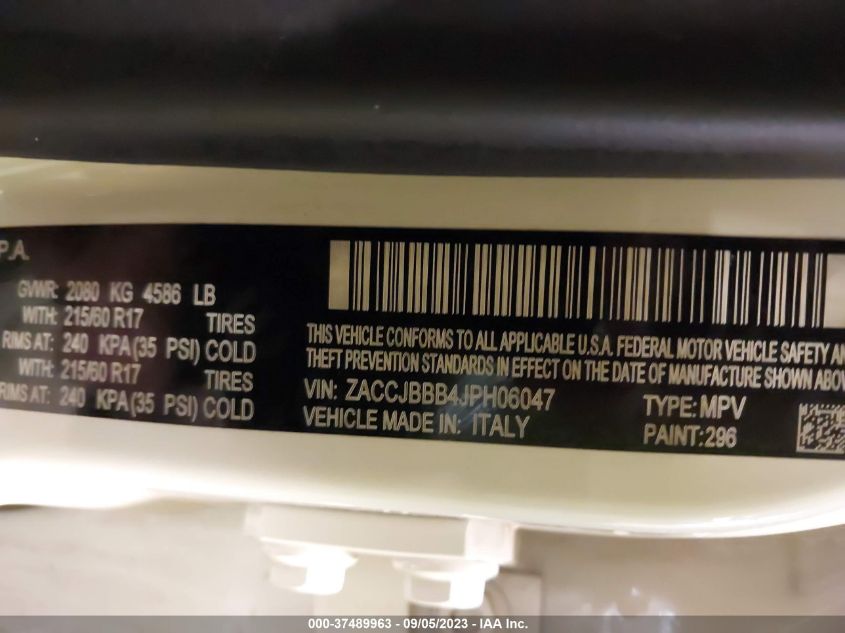 P.A.
GVWR: 2080 KG 4586 LB
WITH: 215/60 R17 TIRES
RIMS AT: 240 KPA(35 PSI) COLD
WITH: 215/60 R17 TIRES
RIMS AT: 240 KPA(35 PSI) COLD
THIS VEHICLE CONFORMS TO ALL APPLICABLE U.S.A. FEDERAL MOTOR VEHICLE SAFETY AN
THEFT PREVENTION STANDARDS IN EFFECT ON THE DATE OF MANUFACTURE SHOWN ABOV
VIN: ZACCJBBB4JPH06047 TYPE: MPV
VEHICLE MADE IN: ITALY PAINT: 296
000-37489963 - 09/05/2023 - IAA Inc.